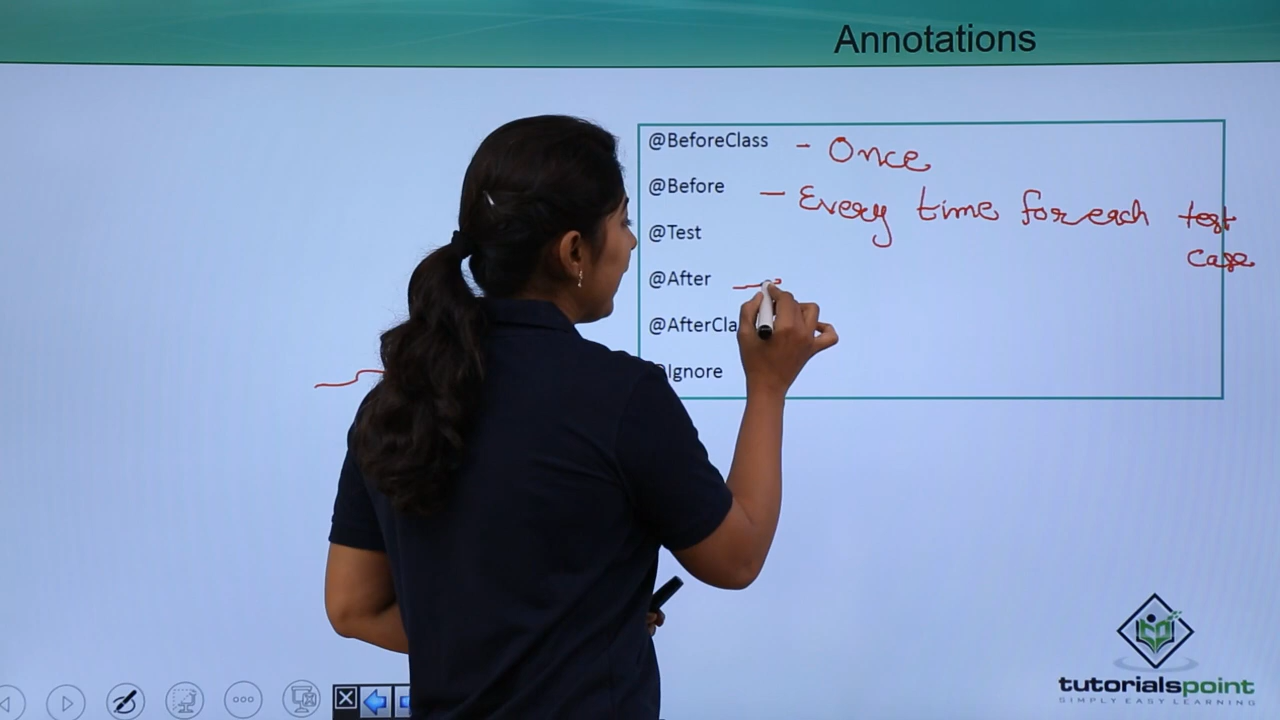 Annotations
@BeforeClass - Once
@Before - Every time for each test
case
@Test
@After
@AfterCla
Ignore
tutorialspoint
SIMPLY EASY LEARNING